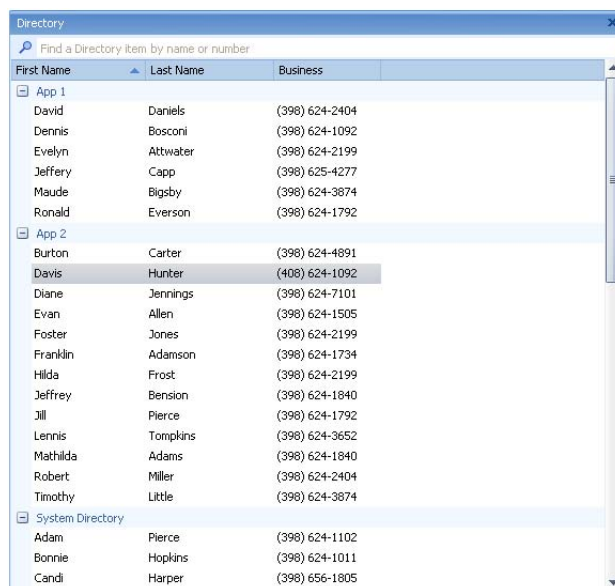 Directory
Find a Directory item by name or number
First Name Last Name Business
App 1
David Daniels (398) 624-2404
Dennis Bosconi (398) 624-1092
Evelyn Attwater (398) 624-2199
Jeffery Capp (398) 625-4277
Maude Bigsby (398) 624-3874
Ronald Everson (398) 624-1792
App 2
Burton Carter (398) 624-4891
Davis Hunter (408) 624-1092
Diane Jennings (398) 624-7101
Evan Allen (398) 624-1505
Foster Jones (398) 624-2199
Franklin Adamson (398) 624-1734
Hilda Frost (398) 624-2199
Jeffrey Bension (398) 624-1840
Jill Pierce (398) 624-1792
Lennis Tompkins (398) 624-3652
Mathilda Adams (398) 624-1840
Robert Miller (398) 624-2404
Timothy Little (398) 624-3874
System Directory
Adam Pierce (398) 624-1102
Bonnie Hopkins (398) 624-1011
Candi Harper (398) 656-1805